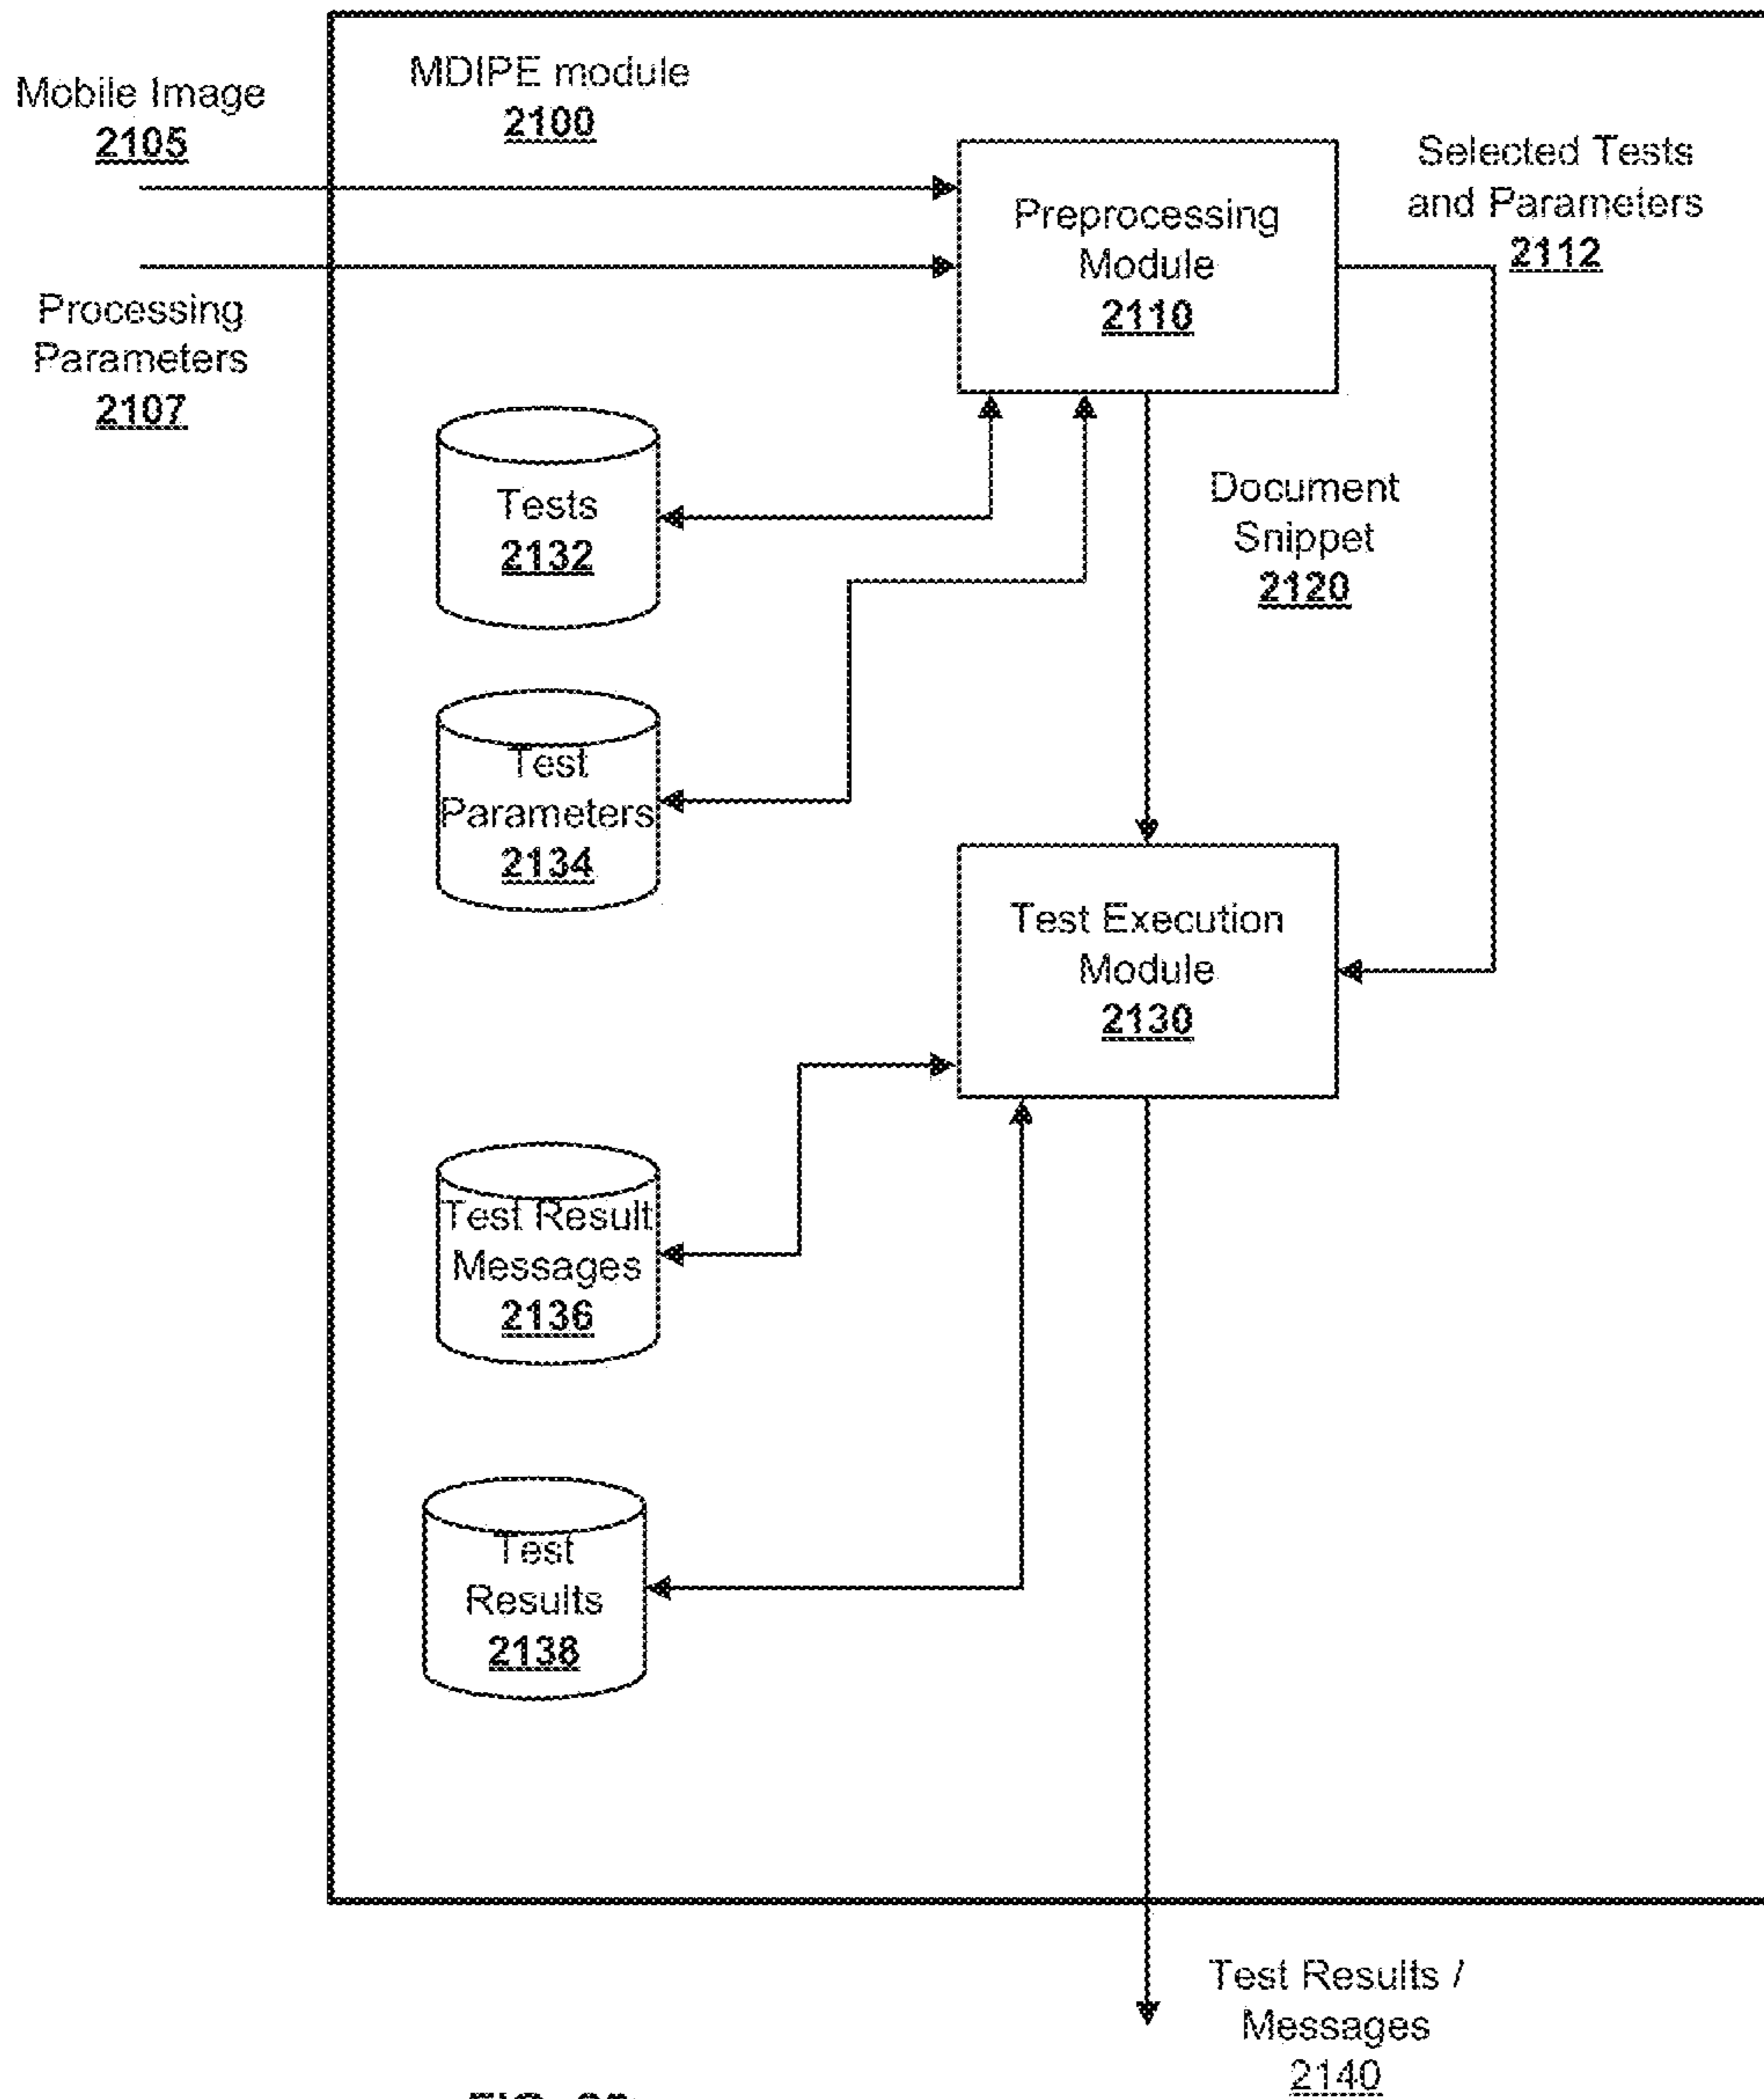 Mobile Image
2105
MDIPE module
2100
Processing
Parameters
2107
Preprocessing
Module
2110
Selected Tests
and Parameters
2112
Tests
2132
Document
Snippet
2120
Test
Parameters
2134
Test Execution
Module
2130
Test Result
Messages
2136
Test
Results
2138
Test Results /
Messages
2140
FIG.